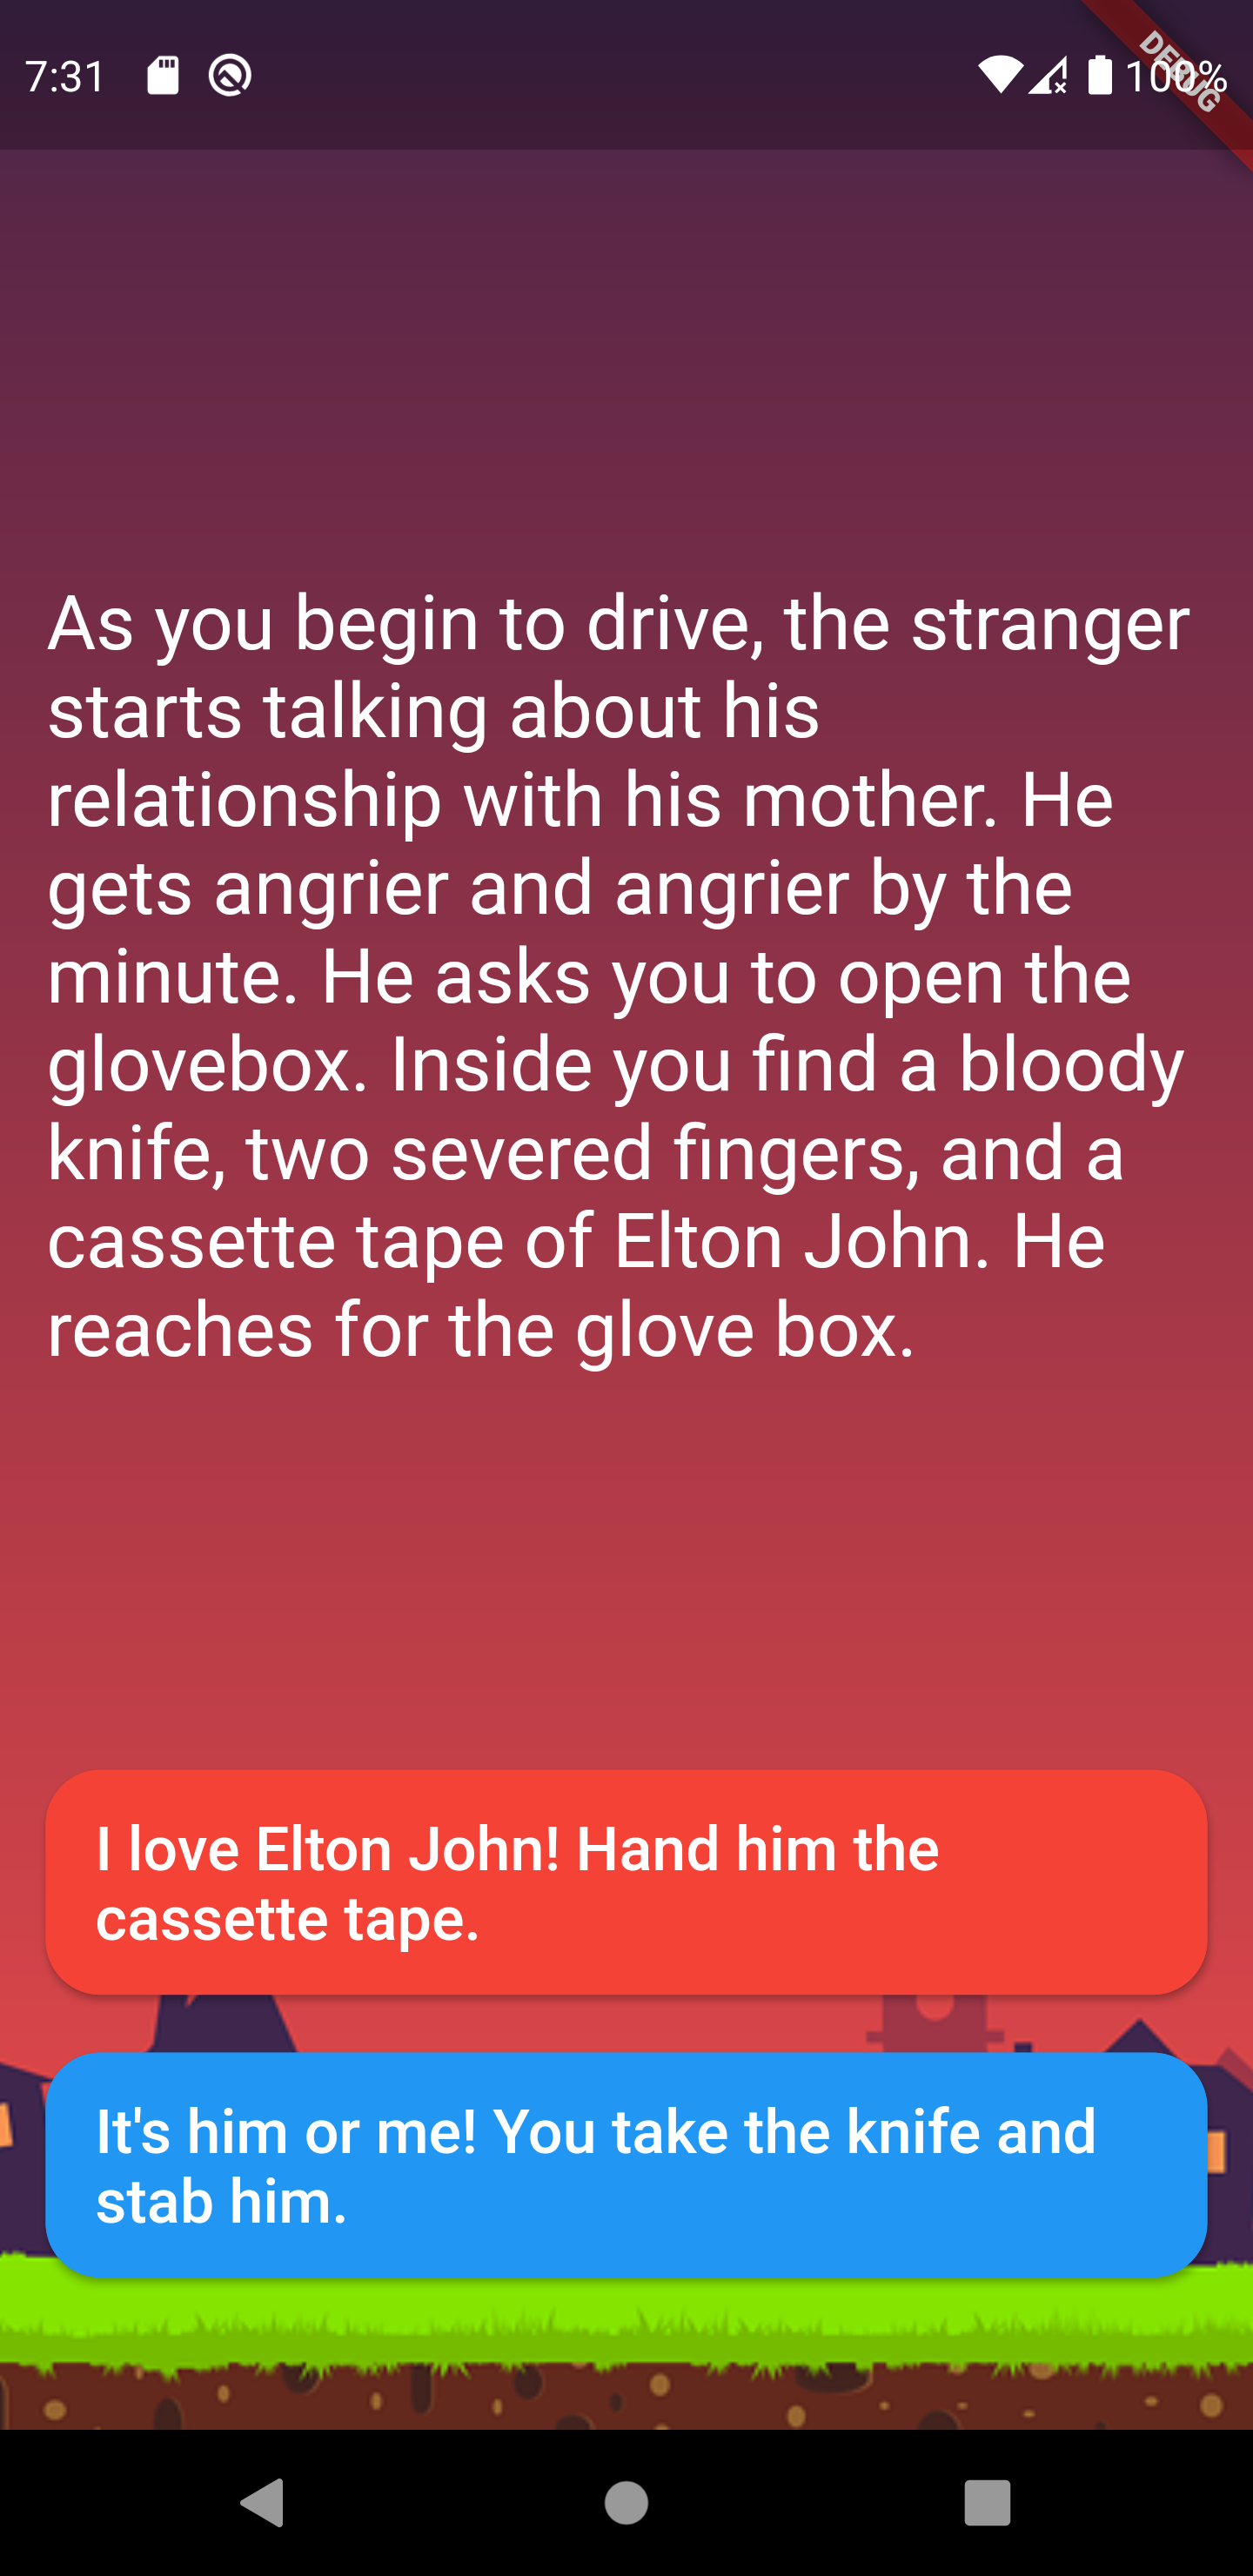 7:31
100%
DEBUG
As you begin to drive, the stranger
starts talking about his
relationship with his mother. He
gets angrier and angrier by the
minute. He asks you to open the
glovebox. Inside you find a bloody
knife, two severed fingers, and a
cassette tape of Elton John. He
reaches for the glove box.
I love Elton John! Hand him the
cassette tape.
It's him or me! You take the knife and
stab him.